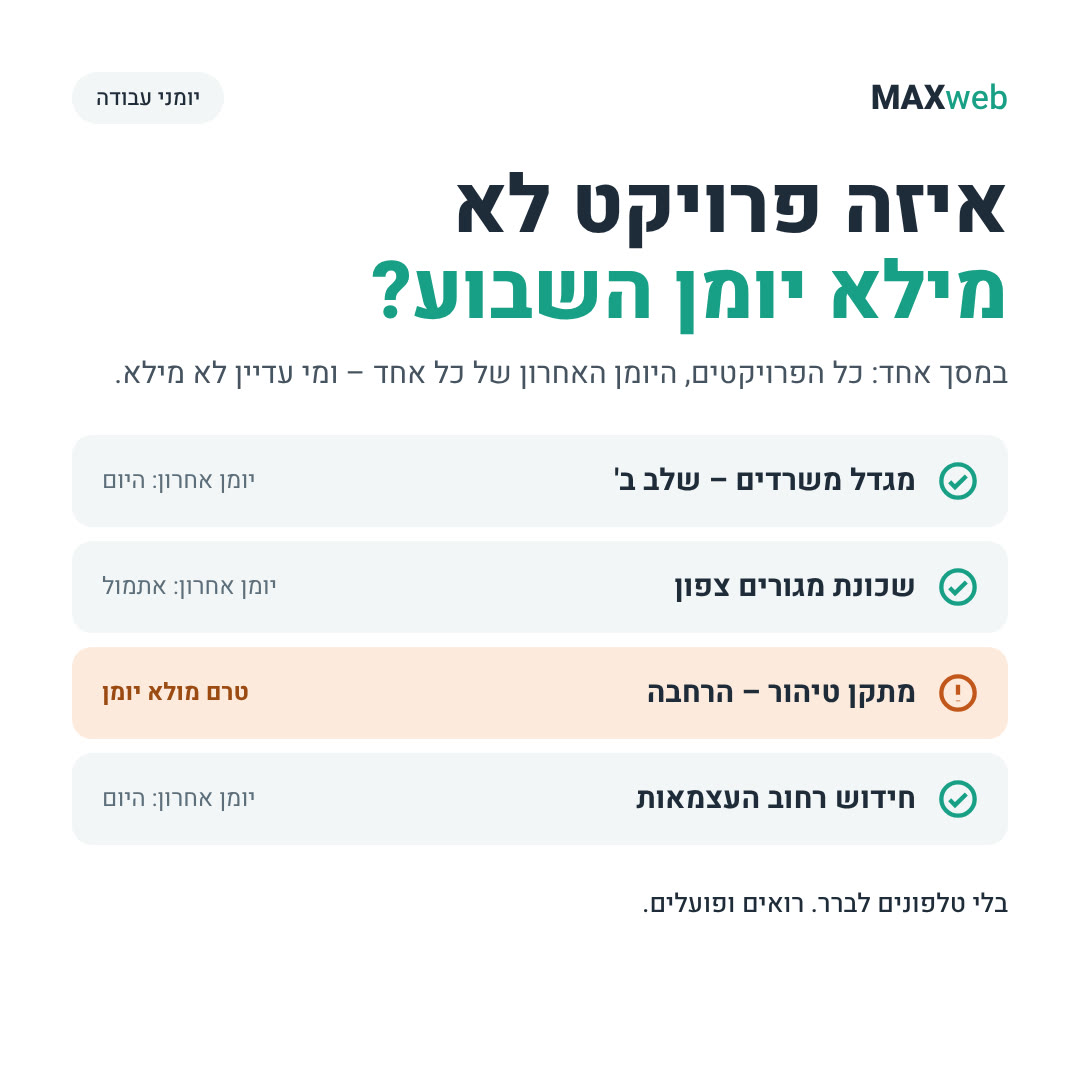 MAXweb
יומני עבודה
איזה פרויקט לא
מילא יומן השבוע?
במסך אחד: כל הפרויקטים, היומן האחרון של כל אחד – ומי עדיין לא מילא.
מגדל משרדים – שלב ב'
יומן אחרון: היום
שכונת מגורים צפון
יומן אחרון: אתמול
מתקן טיהור – הרחבה
טרם מולא יומן
חידוש רחוב העצמאות
יומן אחרון: היום
בלי טלפונים לברר. רואים ופועלים.